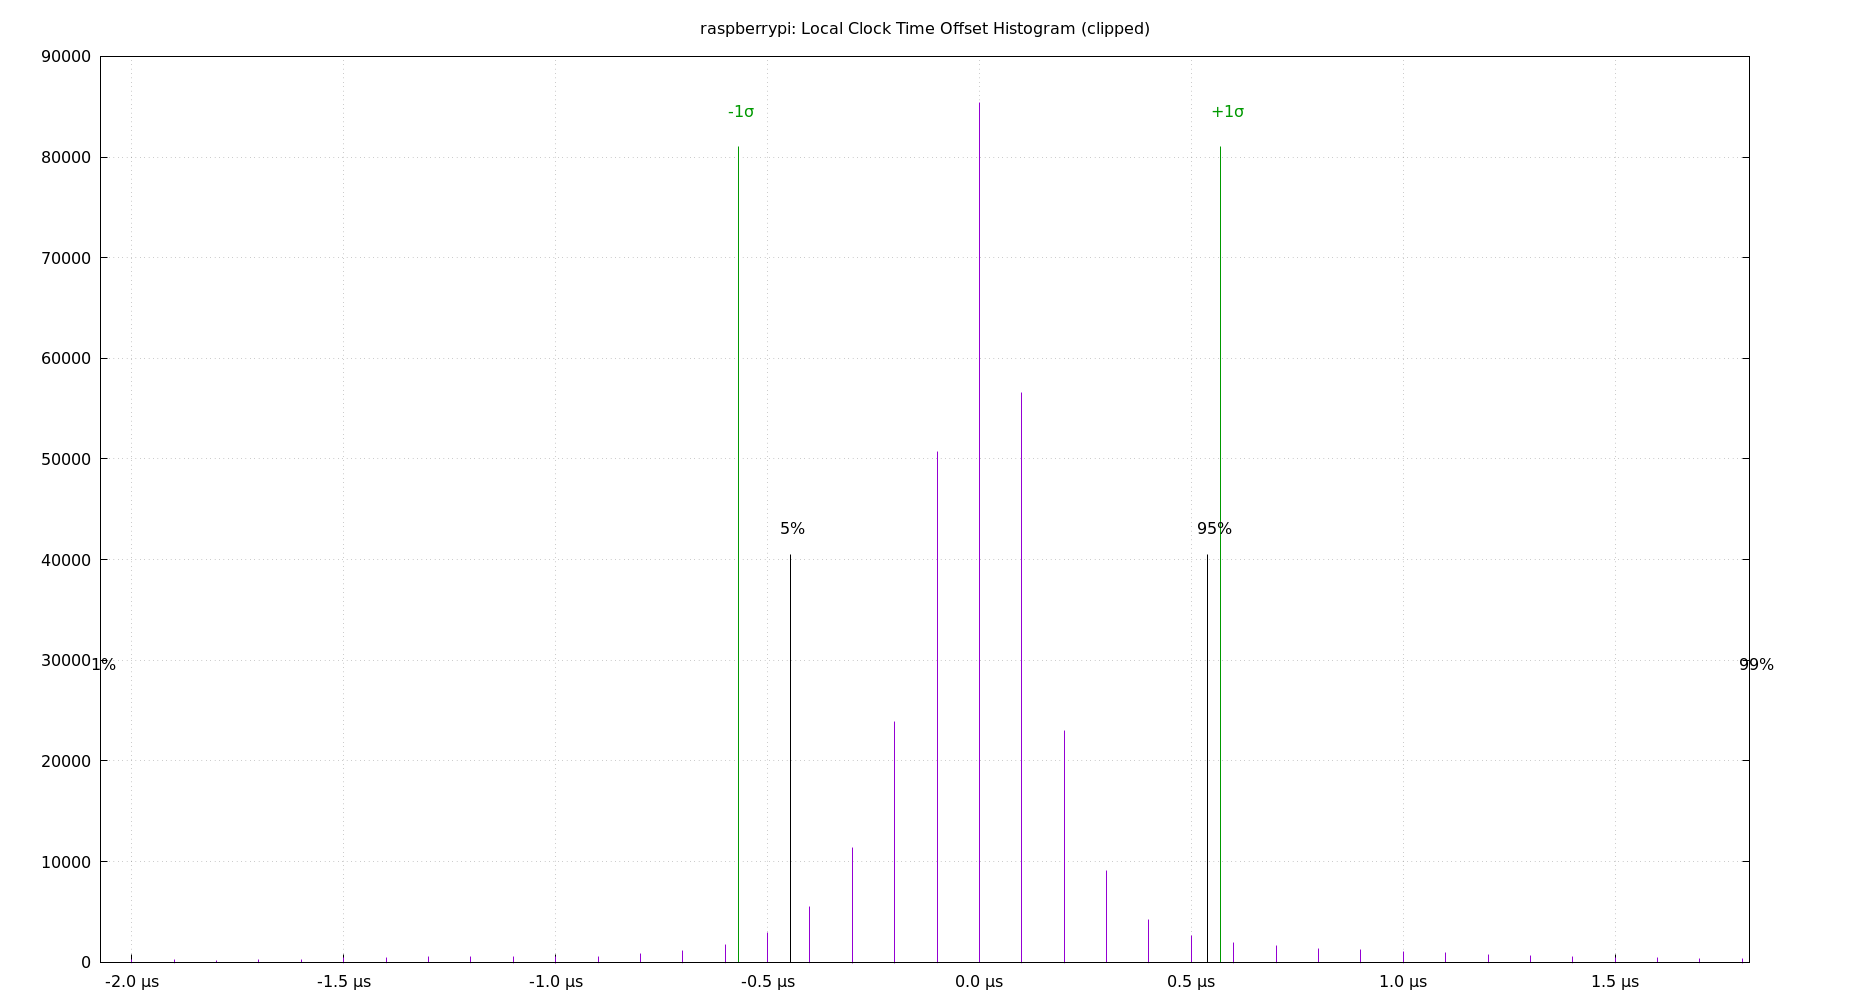 raspberrypi: Local Clock Time Offset Histogram (clipped)
90000
-1σ
+1σ
80000
70000
60000
50000
5%
95%
40000
30000
1%
99%
20000
10000
0
-2.0 µs
-1.5 µs
-1.0 µs
-0.5 µs
0.0 µs
0.5 µs
1.0 µs
1.5 µs